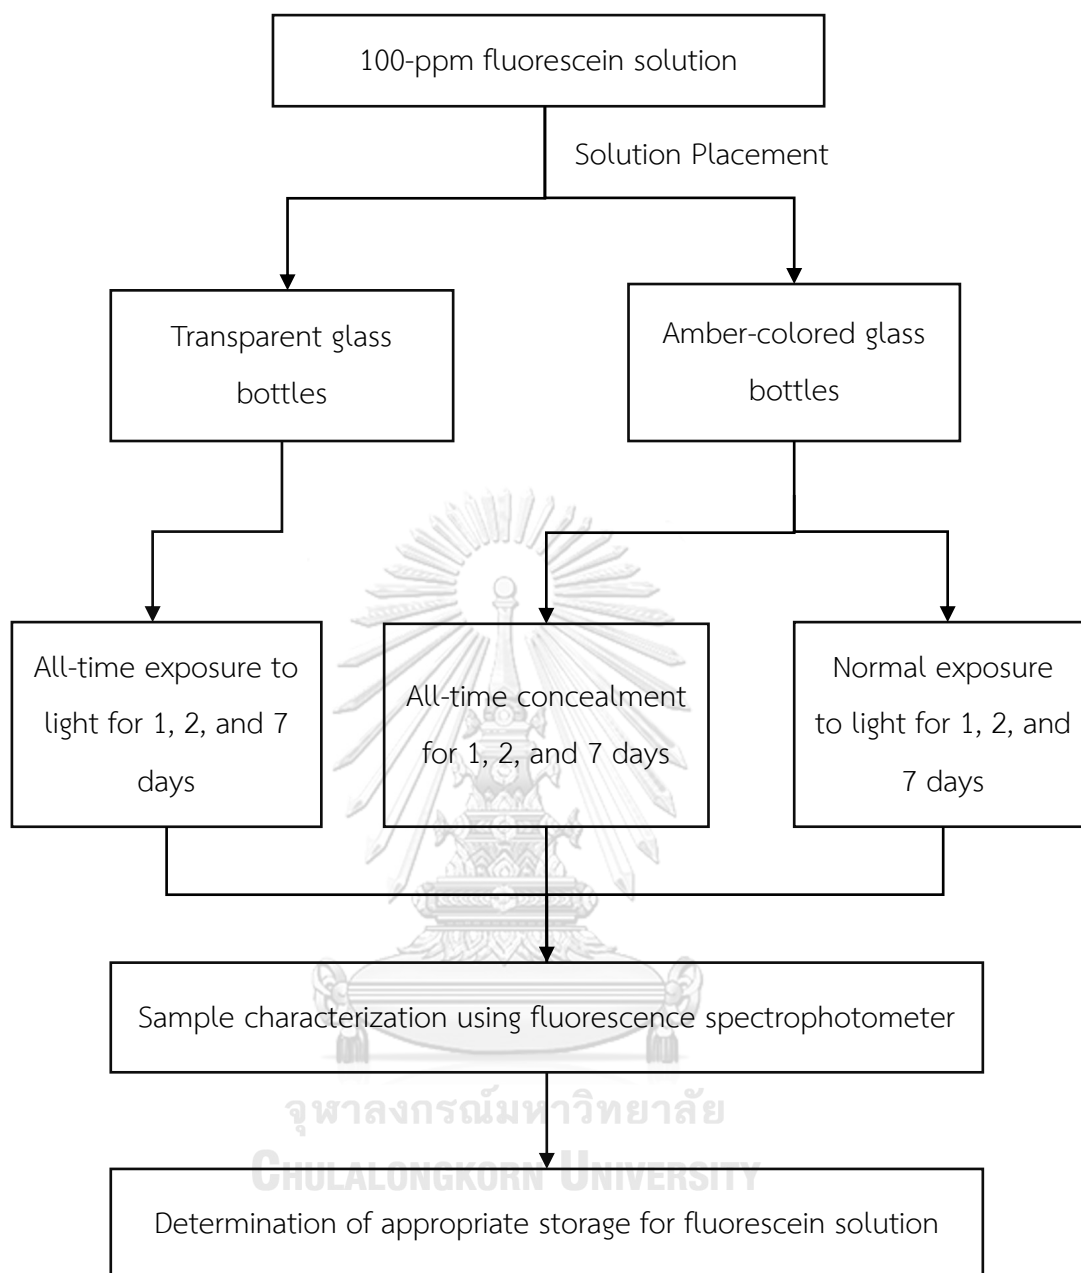 100-ppm fluorescein solution
Solution Placement
Transparent glass
bottles
Amber-colored glass
bottles
All-time exposure to
light for 1, 2, and 7
days
All-time concealment
for 1, 2, and 7 days
Normal exposure
to light for 1, 2, and
7 days
Sample characterization using fluorescence spectrophotometer
จุฬาลงกรณ์มหาวิทยาลัย
CHULALONGKORN UNIVERSITY
Determination of appropriate storage for fluorescein solution